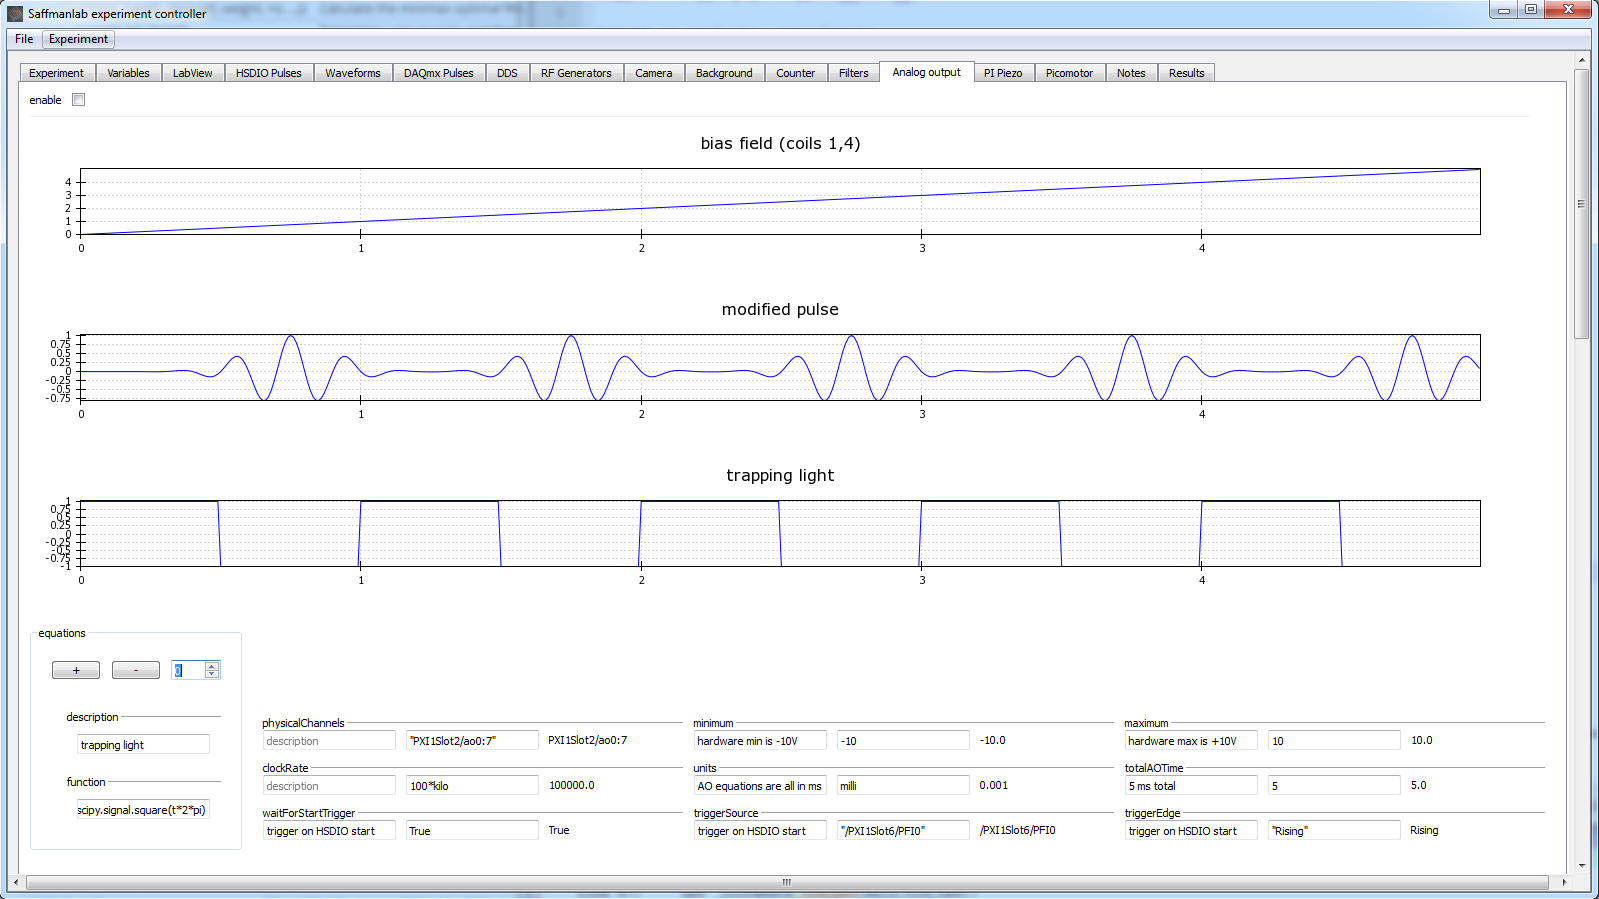 Saffmanlab experiment controller
File Experiment
Experiment Variables LabView HSDIO Pulses Waveforms DAQmx Pulses DDS RF Generators Camera Background Counter Filters Analog output PI Piezo Picomotor Notes Results
enable
bias field (coils 1,4)
4
3
2
1
0
0 1 2 3 4
modified pulse
1
0.75
0.5
0.25
0
-0.25
-0.5
-0.75
0 1 2 3 4
trapping light
1
0.75
0.5
0.25
0
-0.25
-0.5
-0.75
-1
0 1 2 3 4
equations
+ - 0
description
trapping light
function
scipy.signal.square(t*2*pi)
physicalChannels minimum maximum
description "PXI1Slot2/ao0:7" PXI1Slot2/ao0:7 hardware min is -10V -10 -10.0 hardware max is +10V 10 10.0
clockRate units totalAOTime
description 100*kilo 100000.0 AO equations are all in ms milli 0.001 5 ms total 5 5.0
waitForStartTrigger triggerSource triggerEdge
trigger on HSDIO start True True trigger on HSDIO start "/PXI1Slot6/PFI0" /PXI1Slot6/PFI0 trigger on HSDIO start "Rising" Rising